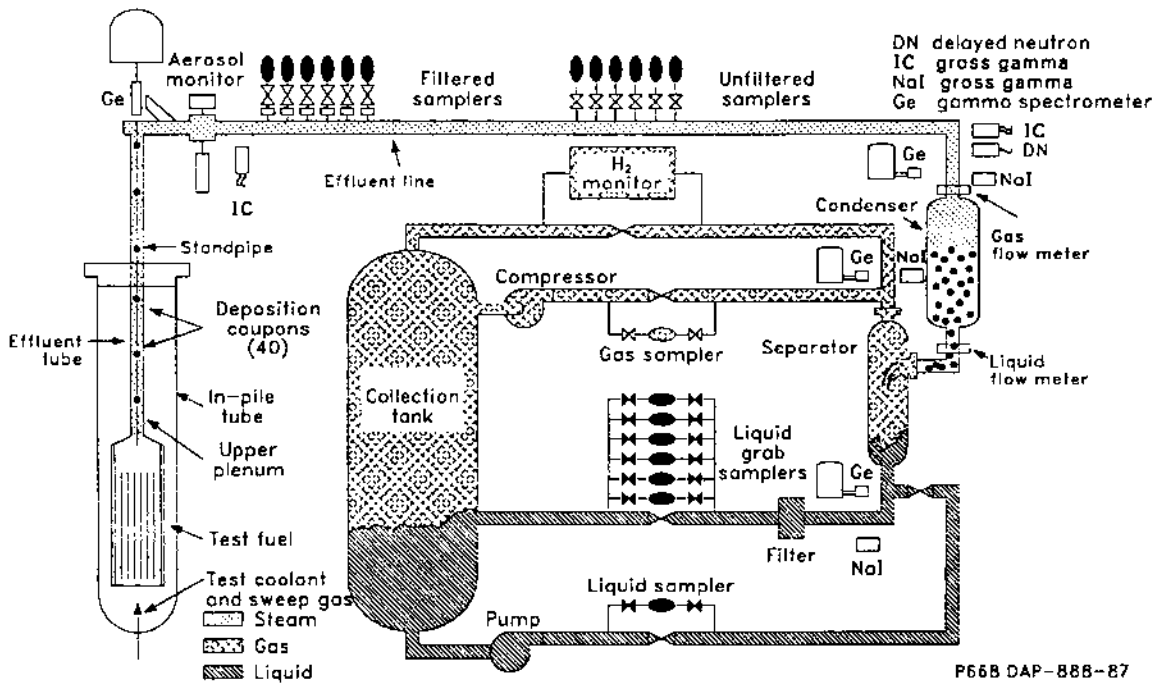 DN delayed neutron
IC gross gamma
NaI gross gamma
Ge gamma spectrometer
Aerosol
monitor
Ge
Filtered
samplers
Unfiltered
samplers
IC
Effluent line
H2
monitor
Ge
IC
DN
NaI
Condenser
Gas
flow meter
Standpipe
Compressor
Ge
NaI
Deposition
coupons
(40)
Effluent
tube
Gas sampler
Separator
Liquid
flow meter
In-pile
tube
Collection
tank
Upper
plenum
Liquid
grab
samplers
Ge
Test fuel
Filter
NaI
Test coolant
and sweep gas
Liquid sampler
Pump
Steam
Gas
Liquid
P668 DAP-888-87